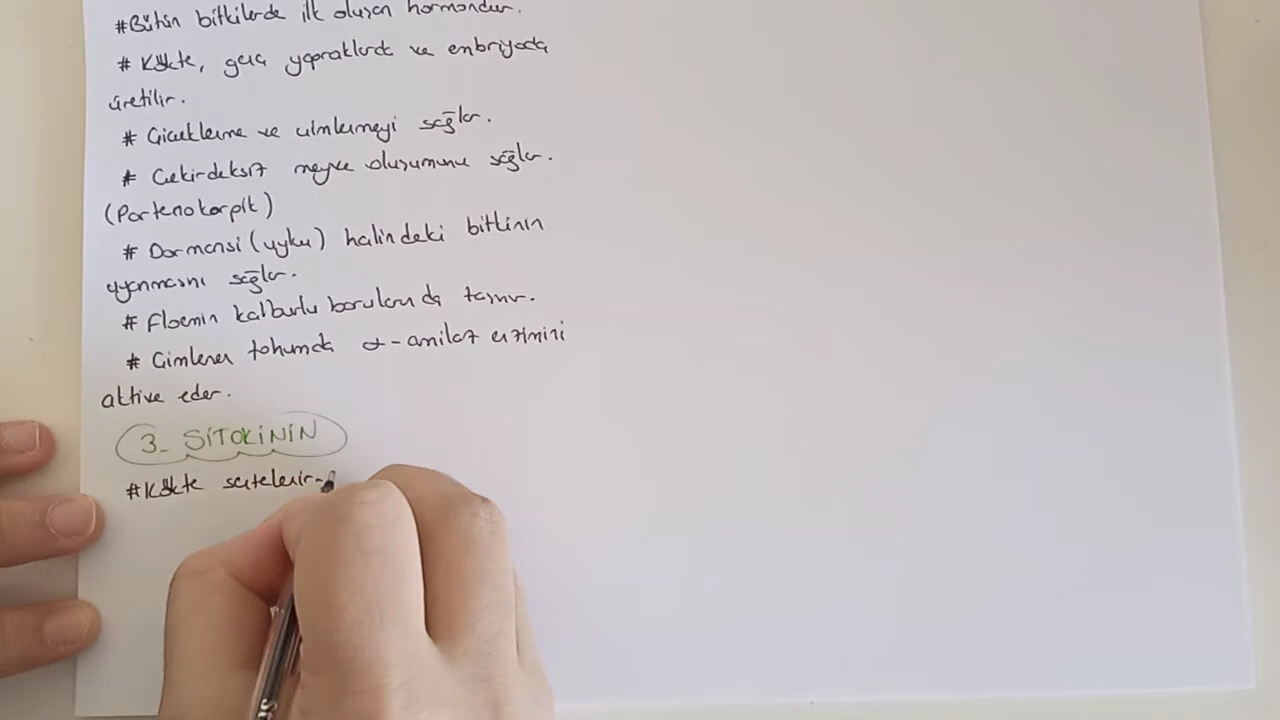 #Bütün bitkilerde ilk oluşan hormondur.
# Kökte, genç yapraklarda ve embriyoda
üretilir.
# Çiçeklenme ve çimlenmeyi sağlar.
# Çekirdeksiz meyve oluşumunu sağlar.
(Partenokarpik)
# Dormansi (uyku) halindeki bitkinin
uyanmasını sağlar.
# Floemin kalburlu borularında taşınır.
# Çimlenen tohumda α-amilaz enzimini
aktive eder.
3- SİTOKİNİN
#Kökte sentezlenir